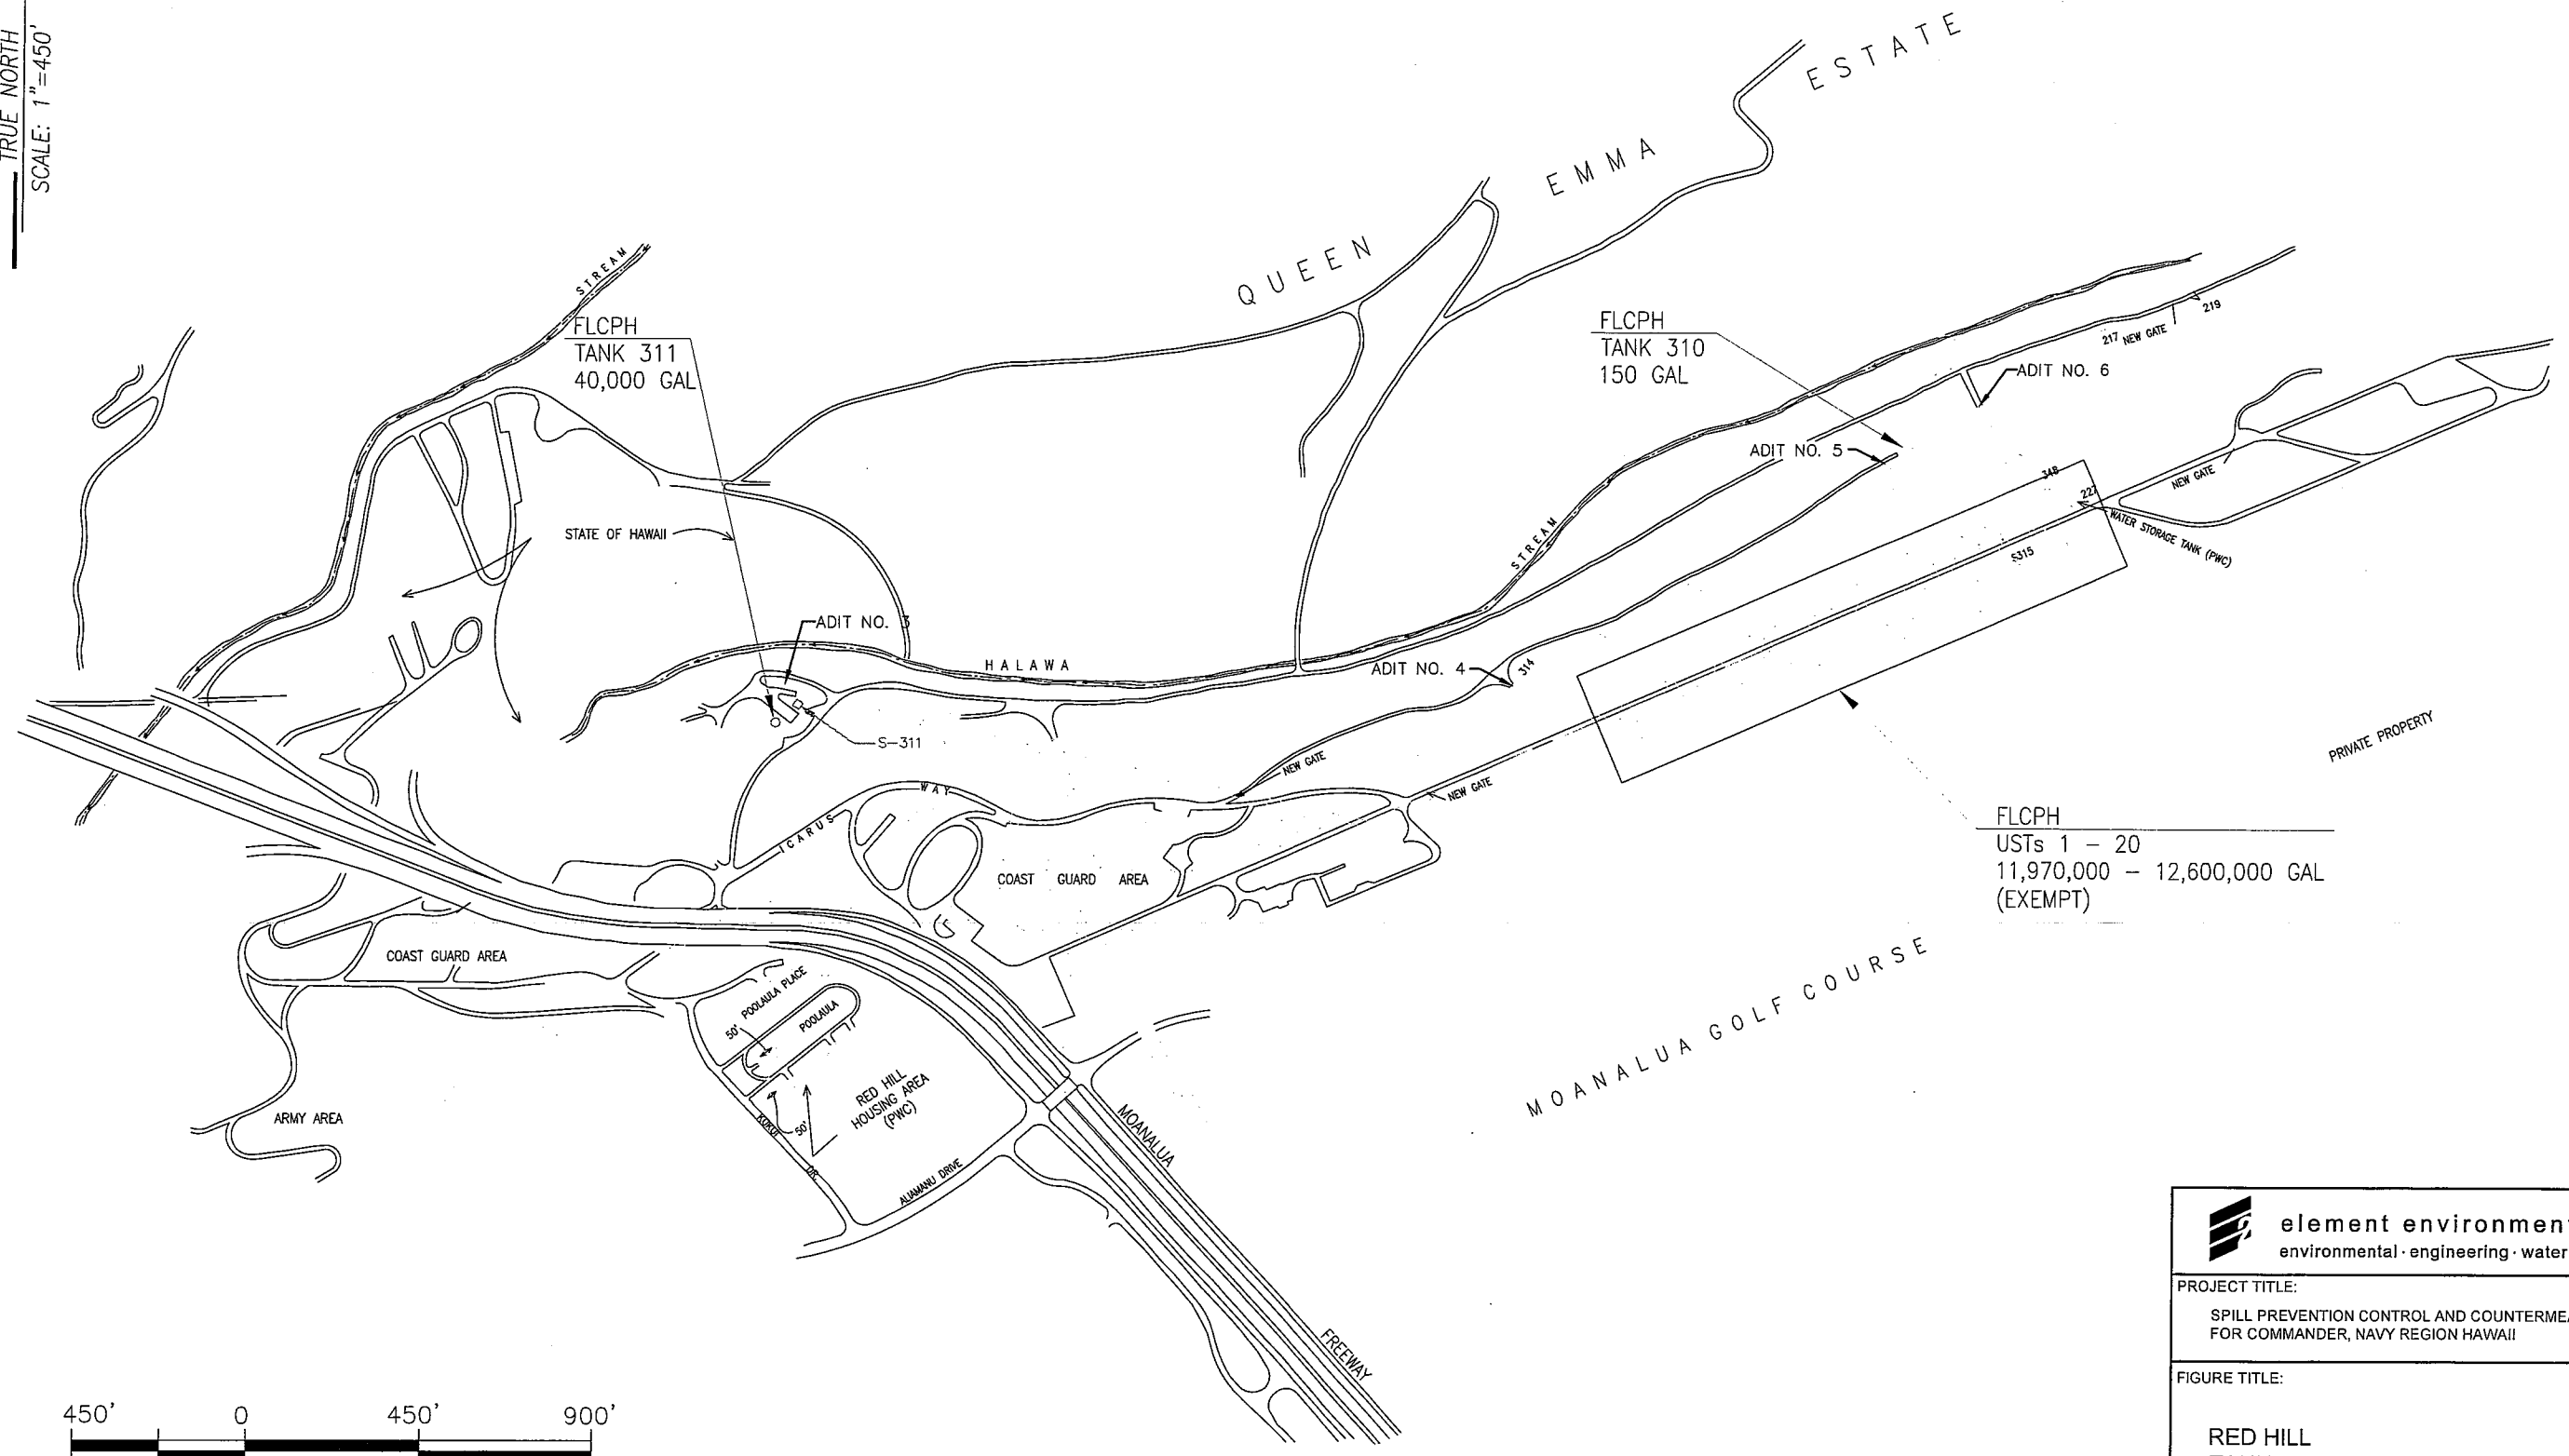 TRUE NORTH
SCALE: 1"=450'
QUEEN EMMA ESTATE
STREAM
FLCPH
TANK 311
40,000 GAL
FLCPH
TANK 310
150 GAL
219
217 NEW GATE
ADIT NO. 6
ADIT NO. 5
348
227
NEW GATE
WATER STORAGE TANK (PWC)
S315
STREAM
STATE OF HAWAII
ADIT NO. 3
HALAWA
ADIT NO. 4
314
S-311
PRIVATE PROPERTY
NEW GATE
NEW GATE
ICARUS WAY
COAST GUARD AREA
FLCPH
USTs 1 - 20
11,970,000 - 12,600,000 GAL
(EXEMPT)
COAST GUARD AREA
POOLAULA PLACE
50'
POOLAULA
MOANALUA GOLF COURSE
RED HILL
HOUSING AREA
(PWC)
ARMY AREA
KUKUI DR.
50'
ALIAMANU DRIVE
MOANALUA FREEWAY
element environmen
environmental · engineering · water
PROJECT TITLE:
SPILL PREVENTION CONTROL AND COUNTERMEA
FOR COMMANDER, NAVY REGION HAWAII
FIGURE TITLE:
RED HILL
450' 0 450' 900'